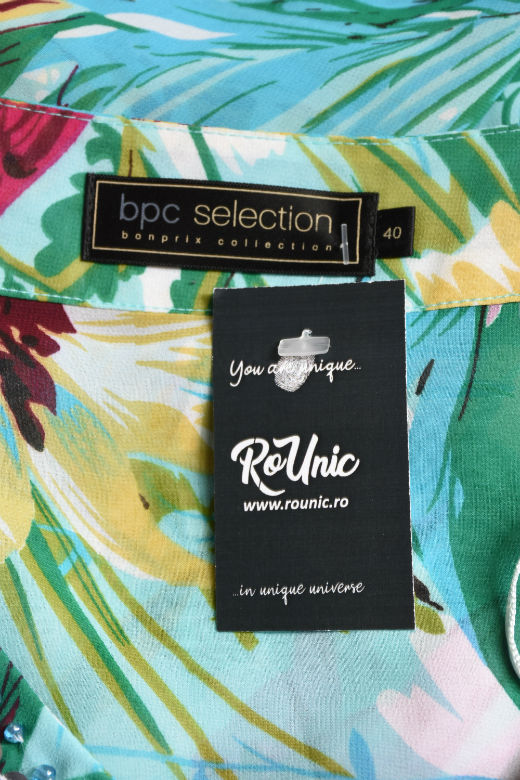 bpc selection
bonprix collection
40
You are unique...
RoUnic
www.rounic.ro
...in unique universe